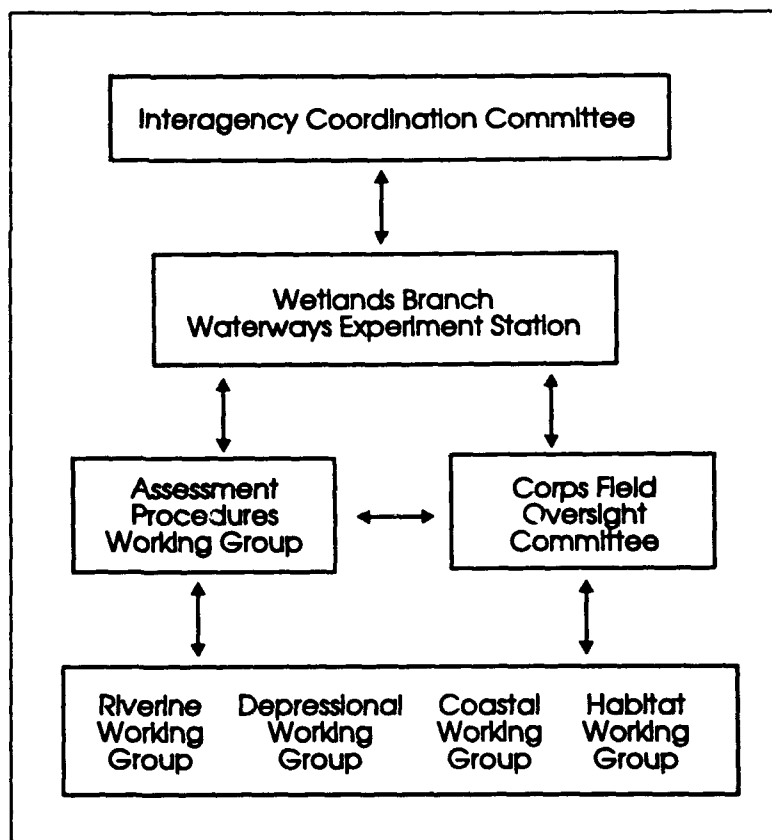 Interagency Coordination Committee
Wetlands Branch
Waterways Experiment Station
Assessment
Procedures
Working Group
Corps Field
Oversight
Committee
Riverine
Working
Group
Depressional
Working
Group
Coastal
Working
Group
Habitat
Working
Group